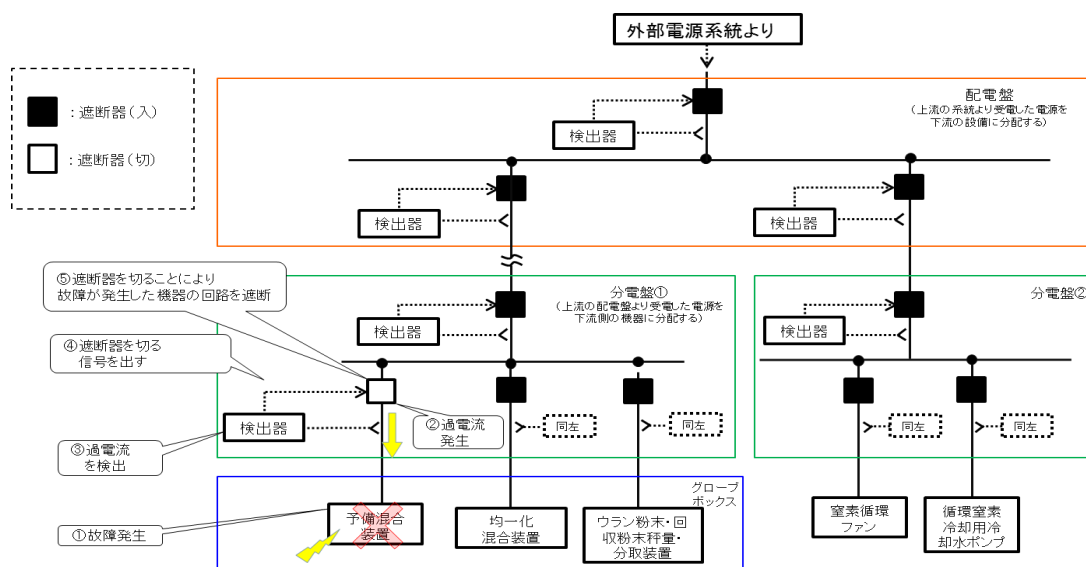 外部電源系統より
：遮断器（入）
：遮断器（切）
配電盤
（上流の系統より受電した電源を
下流の設備に分配する）
検出器
検出器
検出器
⑤遮断器を切ることにより
故障が発生した機器の回路を遮断
分電盤①
（上流の配電盤より受電した電源を
下流側の機器に分配する）
分電盤②
検出器
検出器
④遮断器を切る
信号を出す
検出器
②過電流
発生
同左
同左
同左
同左
③過電流
を検出
グローブ
ボックス
①故障発生
予備混合
装置
均一化
混合装置
ウラン粉末・回
収粉末秤量・
分取装置
窒素循環
ファン
循環窒素
冷却用冷
却水ポンプ